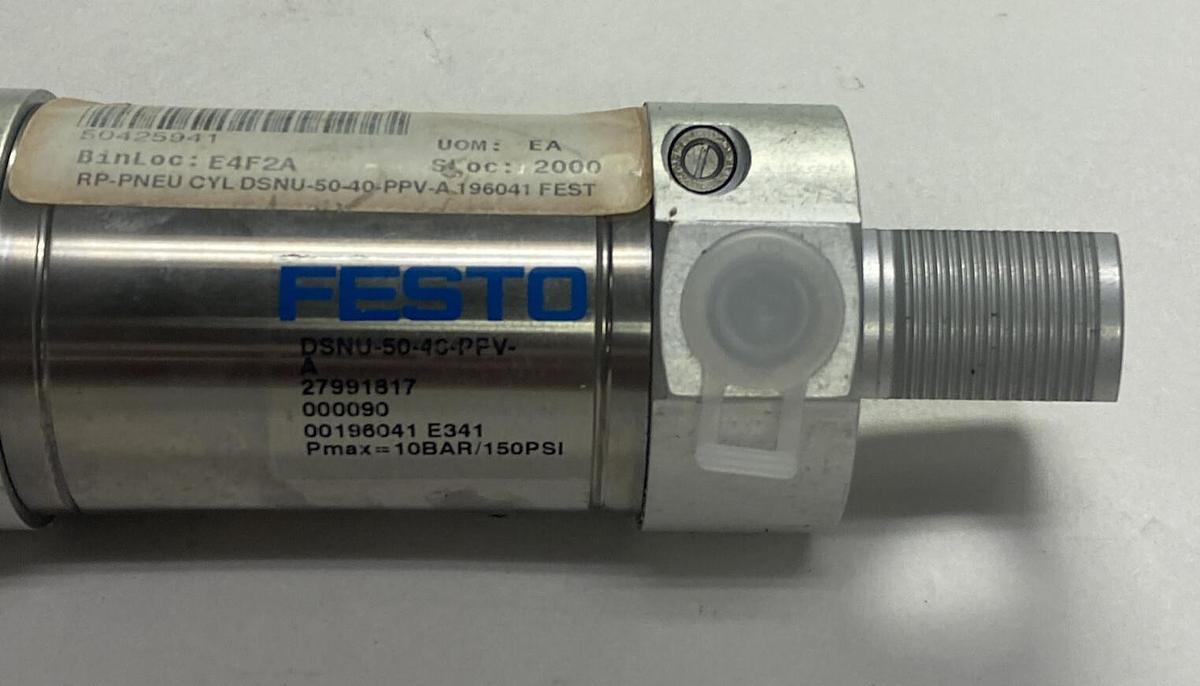 50425941
UOM: EA
BinLoc: E4F2A
SLoc: 2000
RP-PNEU CYL DSNU-50-40-PPV-A 196041 FEST
FESTO
DSNU-50-40-PPV-
A
27991817
000090
00196041 E341
Pmax=10BAR/150PSI